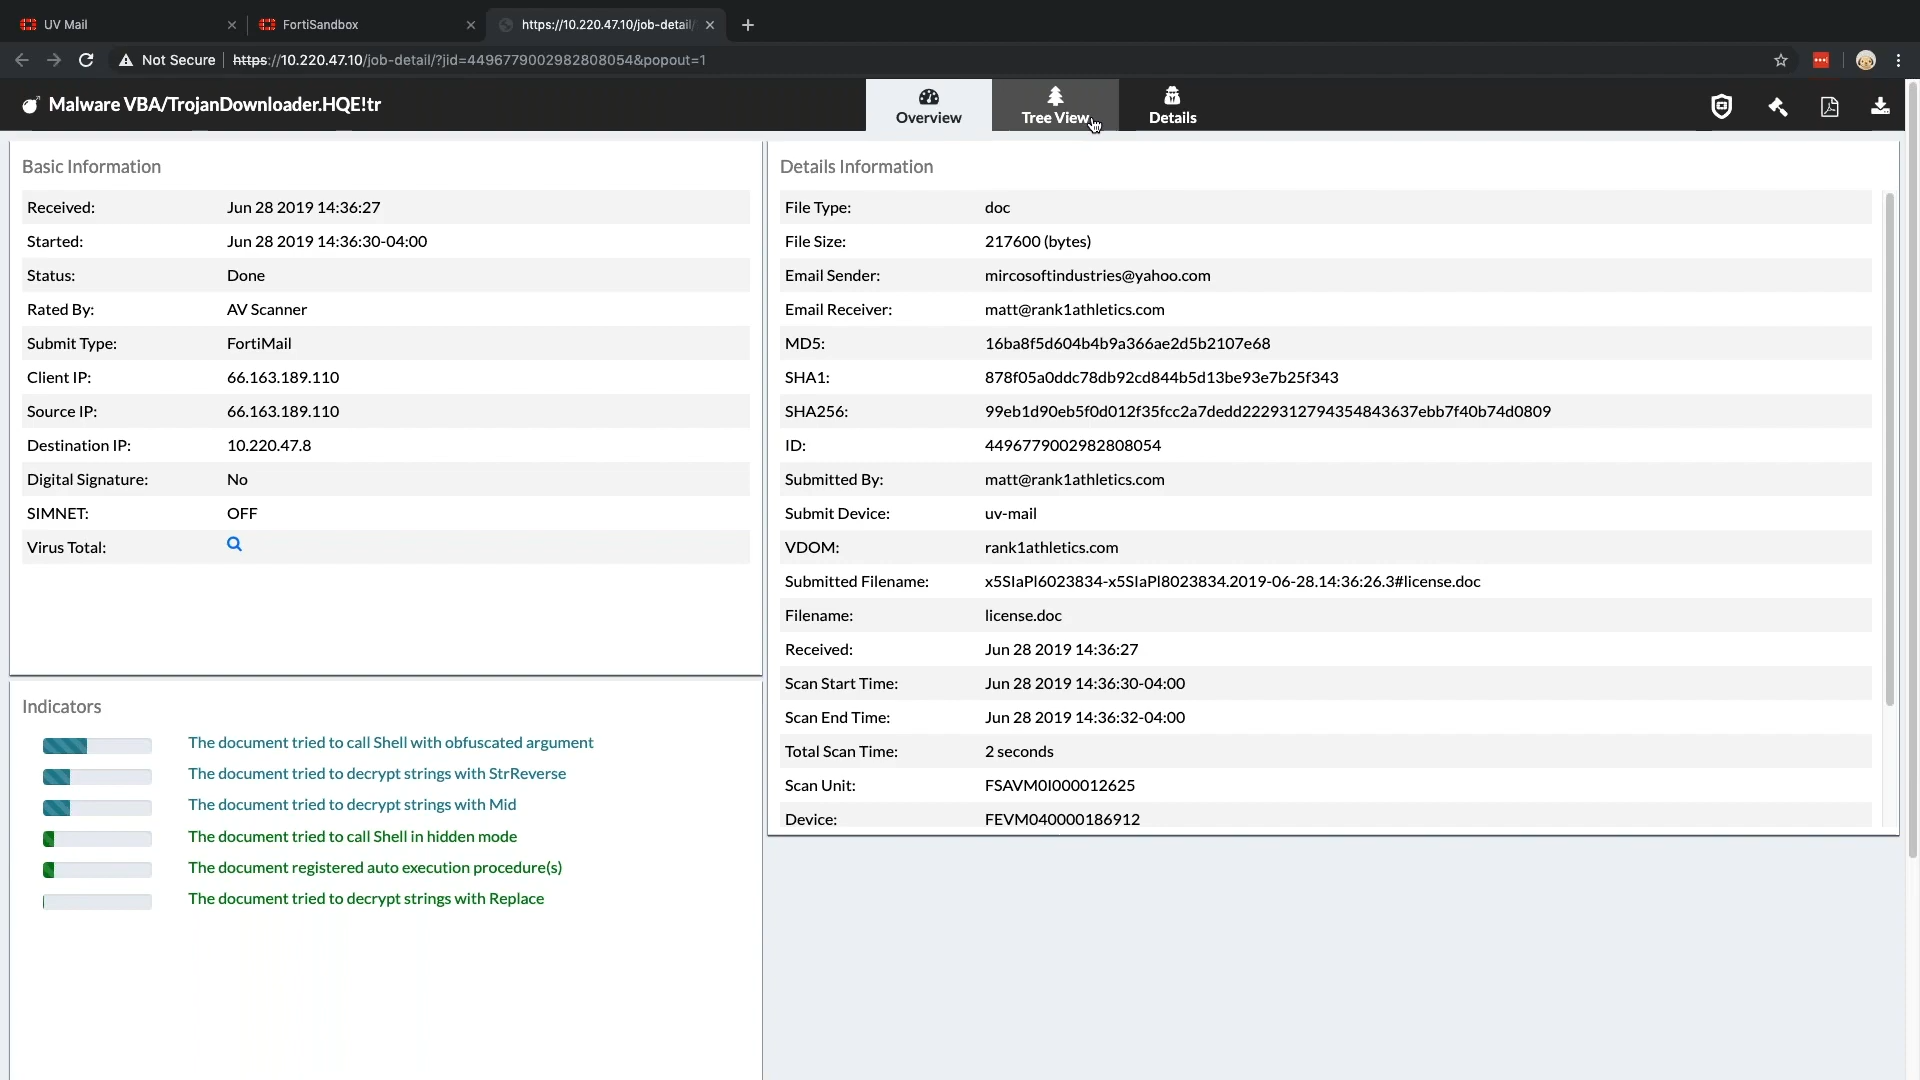 UV Mail
FortiSandbox
https://10.220.47.10/job-detail/
Not Secure
https://10.220.47.10/job-detail/?jid=4496779002982808054&popout=1
Malware VBA/TrojanDownloader.HQE!tr
Overview
Tree View
Details
Basic Information
Received: Jun 28 2019 14:36:27
Started: Jun 28 2019 14:36:30-04:00
Status: Done
Rated By: AV Scanner
Submit Type: FortiMail
Client IP: 66.163.189.110
Source IP: 66.163.189.110
Destination IP: 10.220.47.8
Digital Signature: No
SIMNET: OFF
Virus Total:
Indicators
The document tried to call Shell with obfuscated argument
The document tried to decrypt strings with StrReverse
The document tried to decrypt strings with Mid
The document tried to call Shell in hidden mode
The document registered auto execution procedure(s)
The document tried to decrypt strings with Replace
Details Information
File Type: doc
File Size: 217600 (bytes)
Email Sender: mircosoftindustries@yahoo.com
Email Receiver: matt@rank1athletics.com
MD5: 16ba8f5d604b4b9a366ae2d5b2107e68
SHA1: 878f05a0ddc78db92cd844b5d13be93e7b25f343
SHA256: 99eb1d90eb5f0d012f35fcc2a7dedd2229312794354843637ebb7f40b74d0809
ID: 4496779002982808054
Submitted By: matt@rank1athletics.com
Submit Device: uv-mail
VDOM: rank1athletics.com
Submitted Filename: x5SIaPl6023834-x5SIaPl8023834.2019-06-28.14:36:26.3#license.doc
Filename: license.doc
Received: Jun 28 2019 14:36:27
Scan Start Time: Jun 28 2019 14:36:30-04:00
Scan End Time: Jun 28 2019 14:36:32-04:00
Total Scan Time: 2 seconds
Scan Unit: FSAVM0I000012625
Device: FEVM040000186912